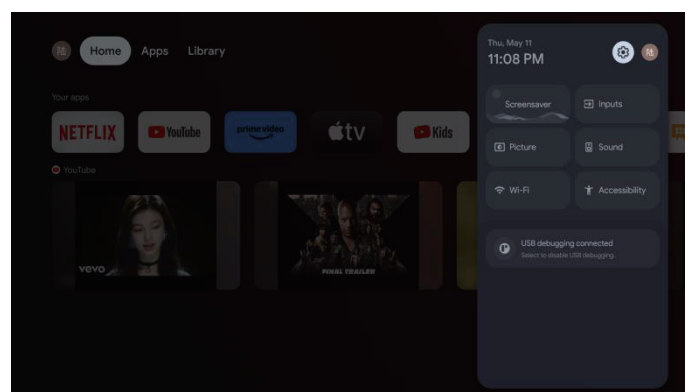 Home Apps Library
Your apps
NETFLIX YouTube prime video tv Kids
YouTube
vevo
FINAL TRAILER
Thu, May 11
11:08 PM
Screensaver Inputs
Picture Sound
Wi-Fi Accessibility
USB debugging connected
Select to disable USB debugging